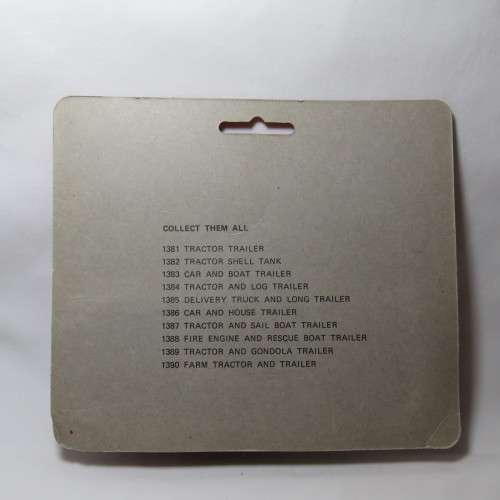 COLLECT THEM ALL
1381 TRACTOR TRAILER
1382 TRACTOR SHELL TANK
1383 CAR AND BOAT TRAILER
1384 TRACTOR AND LOG TRAILER
1385 DELIVERY TRUCK AND LONG TRAILER
1386 CAR AND HOUSE TRAILER
1387 TRACTOR AND SAIL BOAT TRAILER
1388 FIRE ENGINE AND RESCUE BOAT TRAILER
1389 TRACTOR AND GONDOLA TRAILER
1390 FARM TRACTOR AND TRAILER